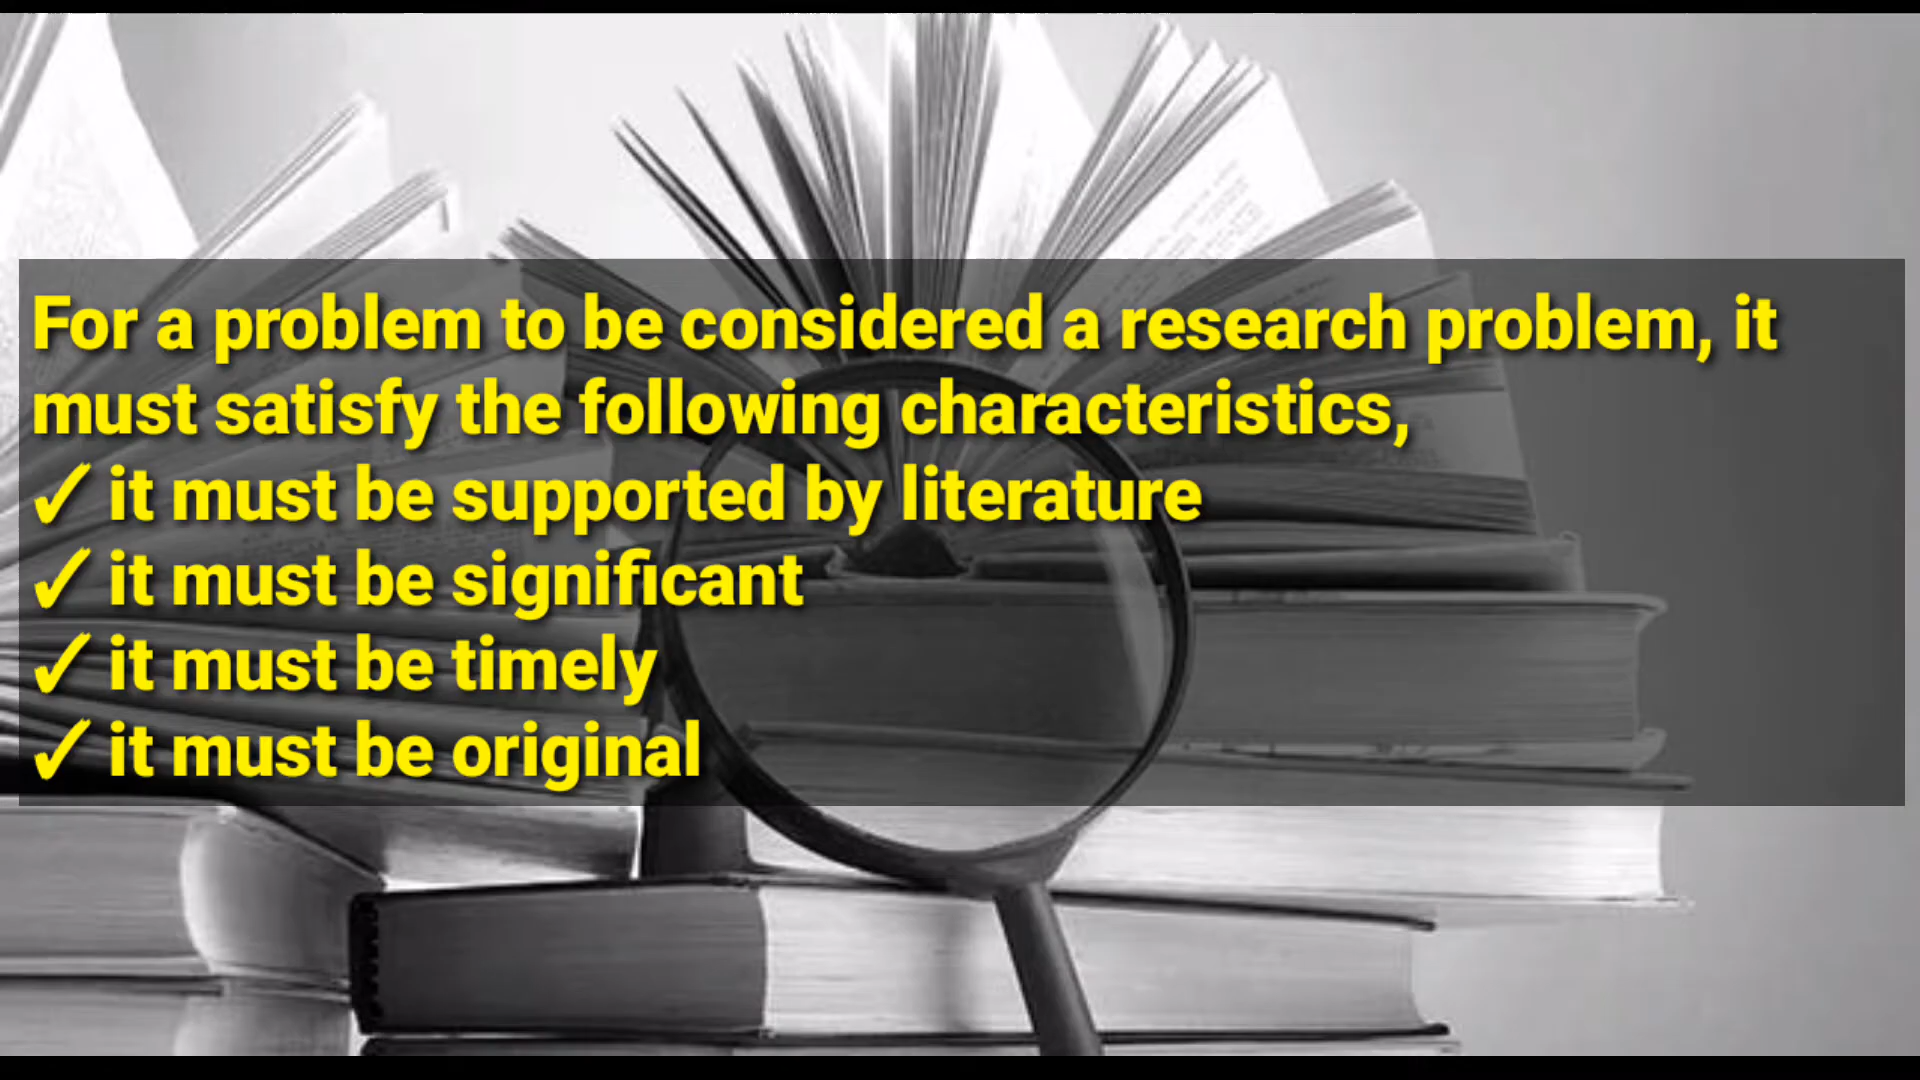 For a problem to be considered a research problem, it
must satisfy the following characteristics,
✓ it must be supported by literature
✓ it must be significant
✓ it must be timely
✓ it must be original